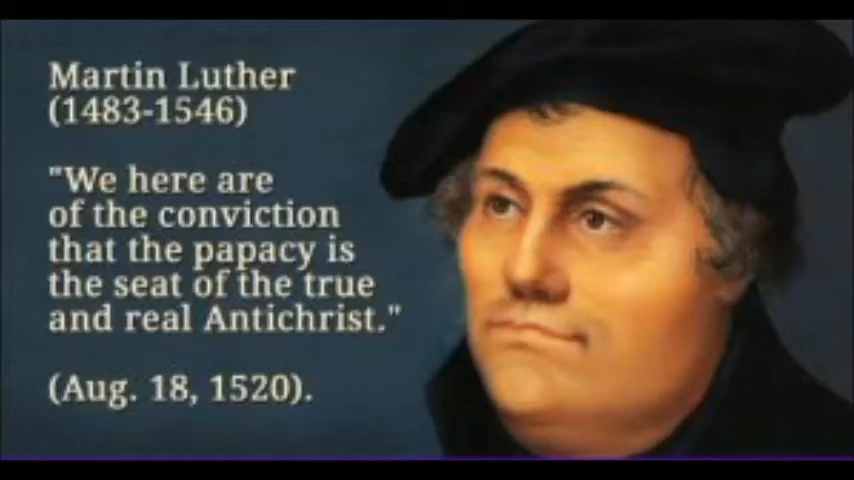 Martin Luther
(1483-1546)
"We here are
of the conviction
that the papacy is
the seat of the true
and real Antichrist."
(Aug. 18, 1520).